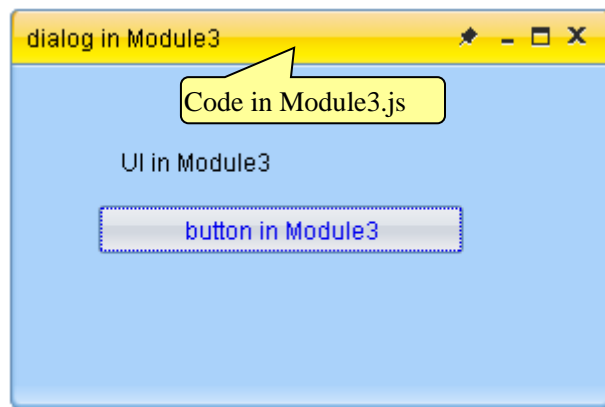 dialog in Module3
Code in Module3.js
UI in Module3
button in Module3